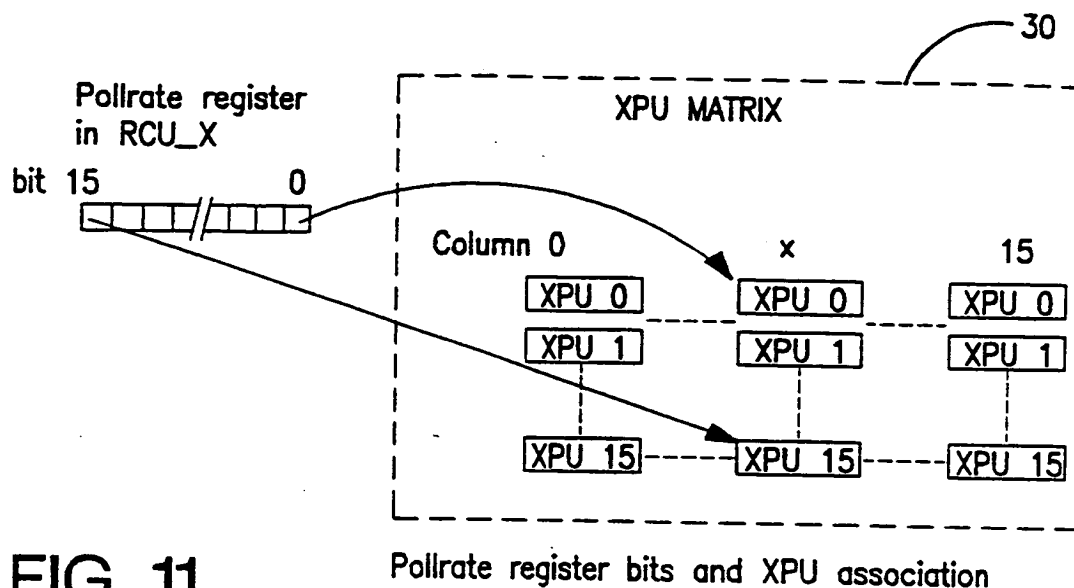 30
Pollrate register
in RCU_X
XPU MATRIX
bit 15 0
Column 0 x 15
XPU 0 XPU 0 XPU 0
XPU 1 XPU 1 XPU 1
XPU 15 XPU 15 XPU 15
FIG. 11
Pollrate register bits and XPU association